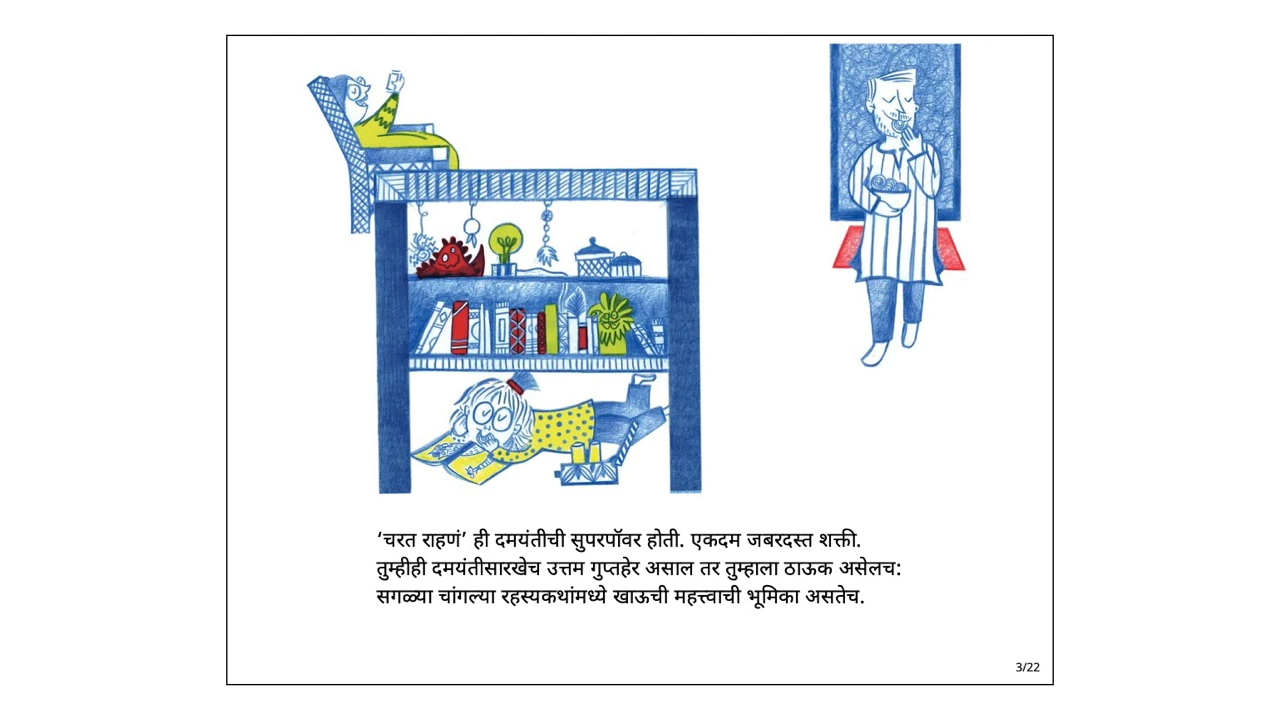 ‘चरत राहणं’ ही दमयंतीची सुपरपॉवर होती. एकदम जबरदस्त शक्ती.
तुम्हीही दमयंतीसारखेच उत्तम गुप्तहेर असाल तर तुम्हाला ठाऊक असेलच:
सगळ्या चांगल्या रहस्यकथांमध्ये खाऊची महत्त्वाची भूमिका असतेच.
3/22